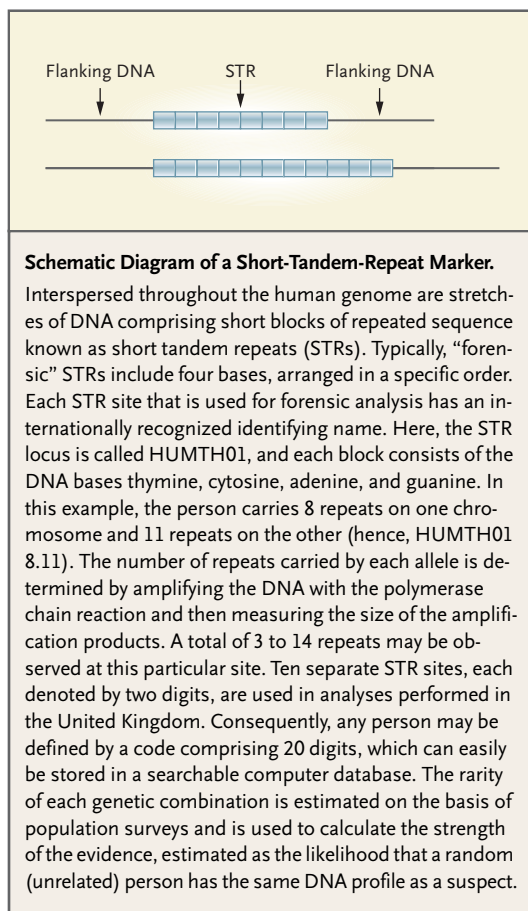 Flanking DNA STR Flanking DNA
Schematic Diagram of a Short-Tandem-Repeat Marker.
Interspersed throughout the human genome are stretch-
es of DNA comprising short blocks of repeated sequence
known as short tandem repeats (STRs). Typically, “foren-
sic” STRs include four bases, arranged in a specific order.
Each STR site that is used for forensic analysis has an in-
ternationally recognized identifying name. Here, the STR
locus is called HUMTH01, and each block consists of the
DNA bases thymine, cytosine, adenine, and guanine. In
this example, the person carries 8 repeats on one chro-
mosome and 11 repeats on the other (hence, HUMTH01
8.11). The number of repeats carried by each allele is de-
termined by amplifying the DNA with the polymerase
chain reaction and then measuring the size of the amplifi-
cation products. A total of 3 to 14 repeats may be ob-
served at this particular site. Ten separate STR sites, each
denoted by two digits, are used in analyses performed in
the United Kingdom. Consequently, any person may be
defined by a code comprising 20 digits, which can easily
be stored in a searchable computer database. The rarity
of each genetic combination is estimated on the basis of
population surveys and is used to calculate the strength
of the evidence, estimated as the likelihood that a random
(unrelated) person has the same DNA profile as a suspect.